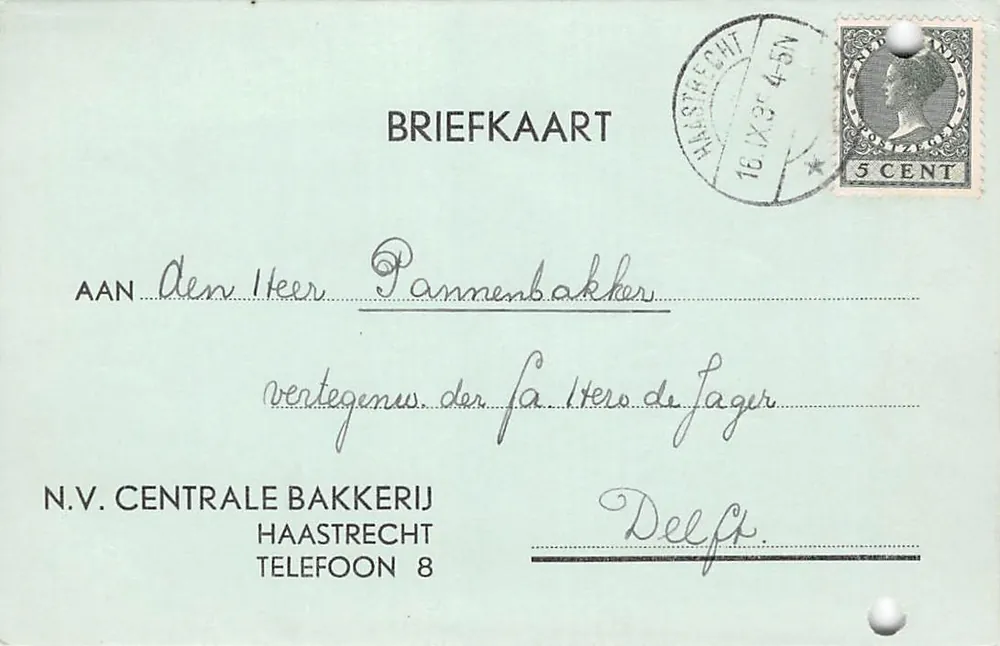 BRIEFKAART
HAASTRECHT
16.IX.35 4-5N
NEDERLAND
POSTZEGEL
5 CENT
AAN den Heer Pannenbakker
vertegenw. der fa. Hero de Jager
Delft.
N.V. CENTRALE BAKKERIJ
HAASTRECHT
TELEFOON 8